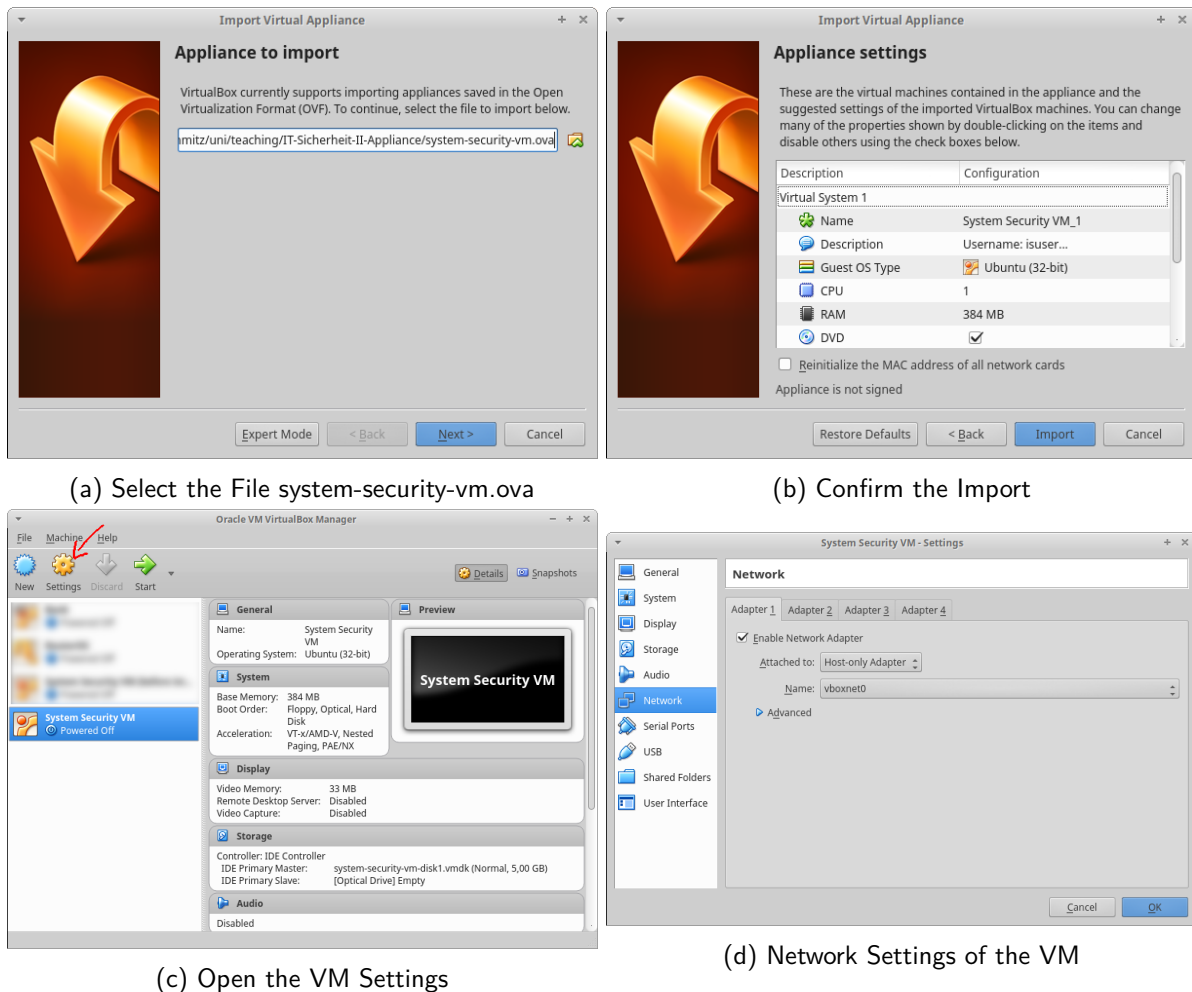 Import Virtual Appliance
Appliance to import
VirtualBox currently supports importing appliances saved in the Open
Virtualization Format (OVF). To continue, select the file to import below.
mitz/uni/teaching/IT-Sicherheit-II-Appliance/system-security-vm.ova
Expert Mode < Back Next > Cancel
(a) Select the File system-security-vm.ova
Import Virtual Appliance
Appliance settings
These are the virtual machines contained in the appliance and the
suggested settings of the imported VirtualBox machines. You can change
many of the properties shown by double-clicking on the items and
disable others using the check boxes below.
Description Configuration
Virtual System 1
Name System Security VM_1
Description Username: isuser...
Guest OS Type Ubuntu (32-bit)
CPU 1
RAM 384 MB
DVD
Reinitialize the MAC address of all network cards
Appliance is not signed
Restore Defaults < Back Import Cancel
(b) Confirm the Import
Oracle VM VirtualBox Manager
File Machine Help
New Settings Discard Start Details Snapshots
System Security VM
Powered Off
General
Name: System Security
VM
Operating System: Ubuntu (32-bit)
Preview
System Security VM
System
Base Memory: 384 MB
Boot Order: Floppy, Optical, Hard
Disk
Acceleration: VT-x/AMD-V, Nested
Paging, PAE/NX
Display
Video Memory: 33 MB
Remote Desktop Server: Disabled
Video Capture: Disabled
Storage
Controller: IDE Controller
IDE Primary Master: system-security-vm-disk1.vmdk (Normal, 5,00 GB)
IDE Primary Slave: [Optical Drive] Empty
Audio
Disabled
(c) Open the VM Settings
System Security VM - Settings
General
System
Display
Storage
Audio
Network
Serial Ports
USB
Shared Folders
User Interface
Network
Adapter 1 Adapter 2 Adapter 3 Adapter 4
Enable Network Adapter
Attached to: Host-only Adapter
Name: vboxnet0
Advanced
Cancel OK
(d) Network Settings of the VM